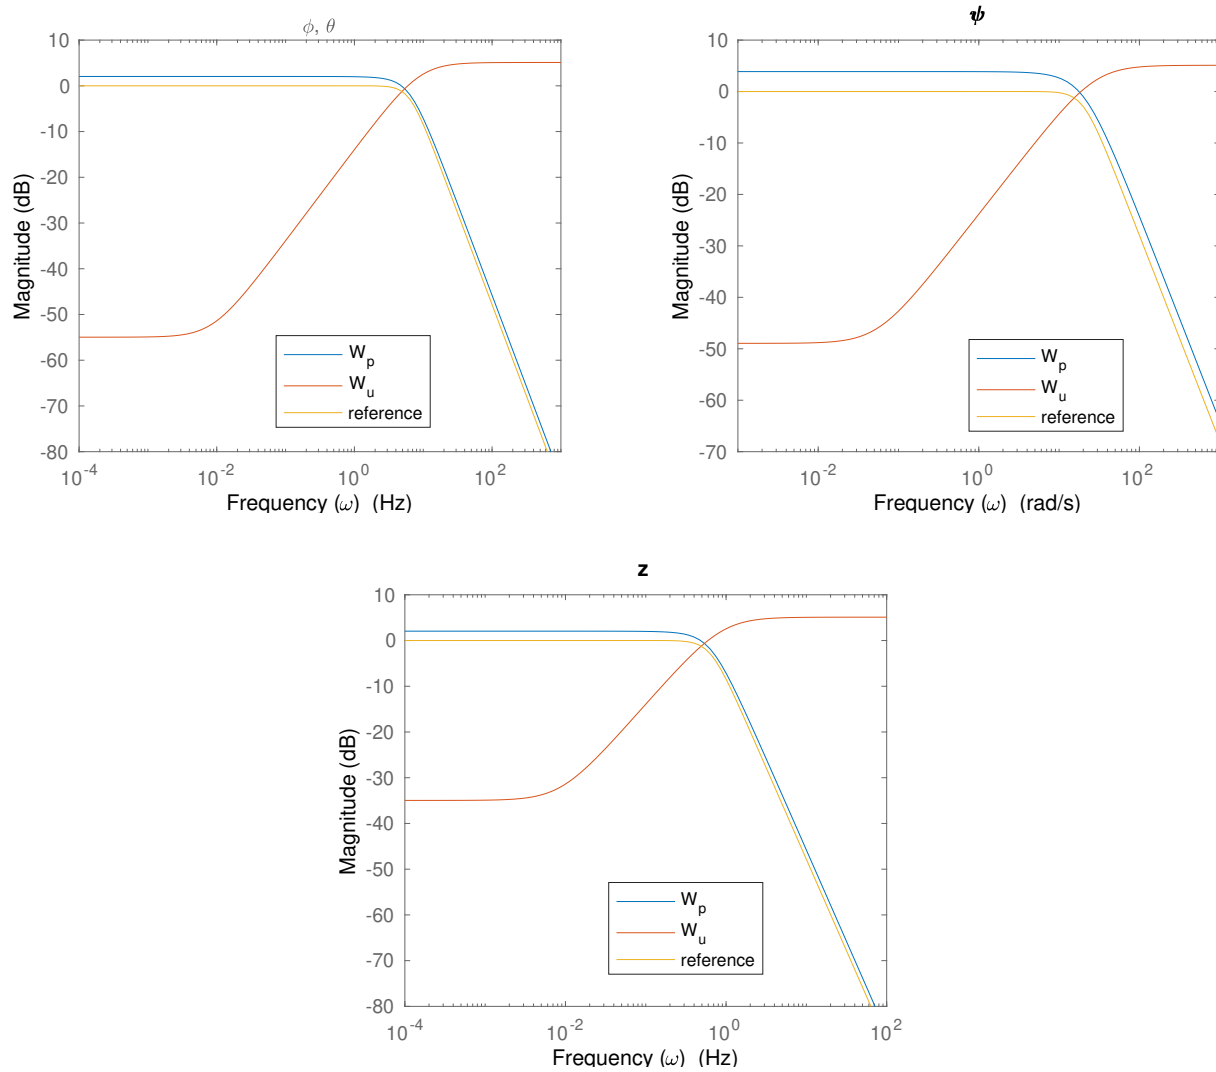 ϕ, θ
10
0
-10
-20
-30
-40
-50
-60
-70
-80
Magnitude (dB)
W_p
W_u
reference
10^-4
10^-2
10^0
10^2
Frequency (ω) (Hz)
ψ
10
0
-10
-20
-30
-40
-50
-60
-70
Magnitude (dB)
W_p
W_u
reference
10^-2
10^0
10^2
Frequency (ω) (rad/s)
z
10
0
-10
-20
-30
-40
-50
-60
-70
-80
Magnitude (dB)
W_p
W_u
reference
10^-4
10^-2
10^0
10^2
Frequency (ω) (Hz)